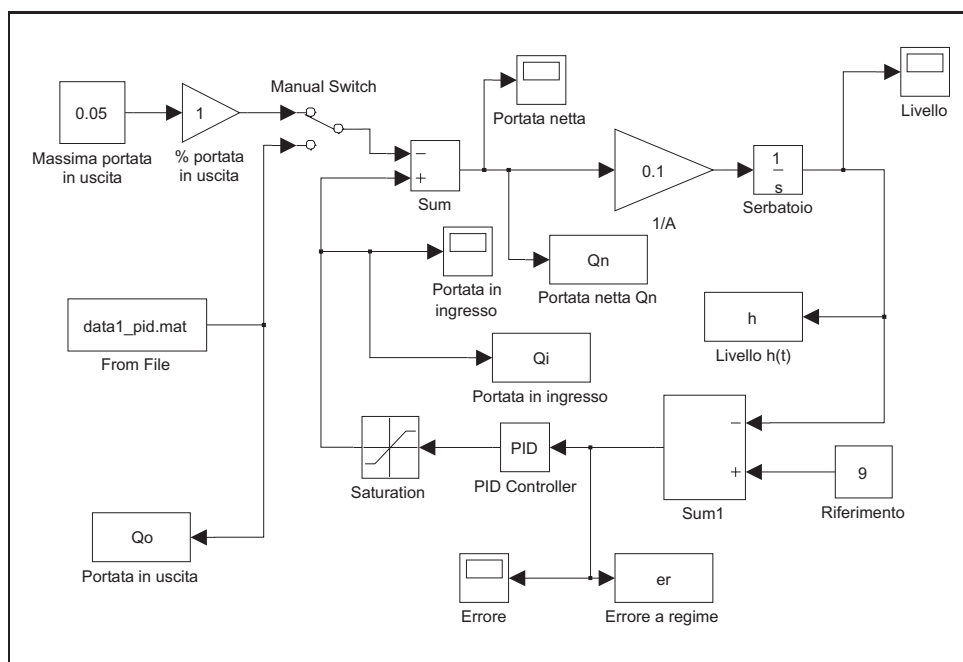 Manual Switch
0.05
1
Massima portata
in uscita
% portata
in uscita
Portata netta
Livello
−
+
Sum
0.1
1/A
1
s
Serbatoio
Portata in
ingresso
Qn
Portata netta Qn
data1_pid.mat
From File
h
Livello h(t)
Qi
Portata in ingresso
Saturation
PID
PID Controller
−
+
Sum1
9
Riferimento
Qo
Portata in uscita
Errore
er
Errore a regime